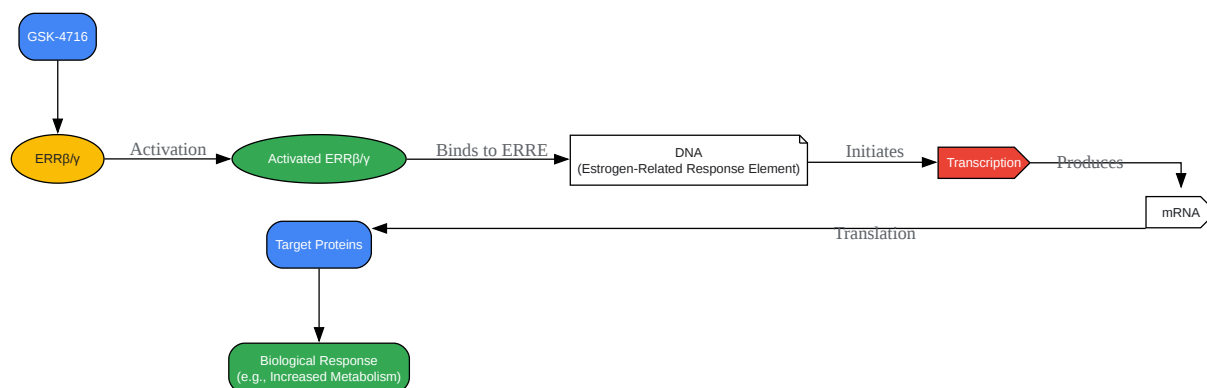 GSK-4716
ERRβ/γ
Activation
Activated ERRβ/γ
Binds to ERRE
DNA
(Estrogen-Related Response Element)
Initiates
Transcription
Produces
mRNA
Translation
Target Proteins
Biological Response
(e.g., Increased Metabolism)